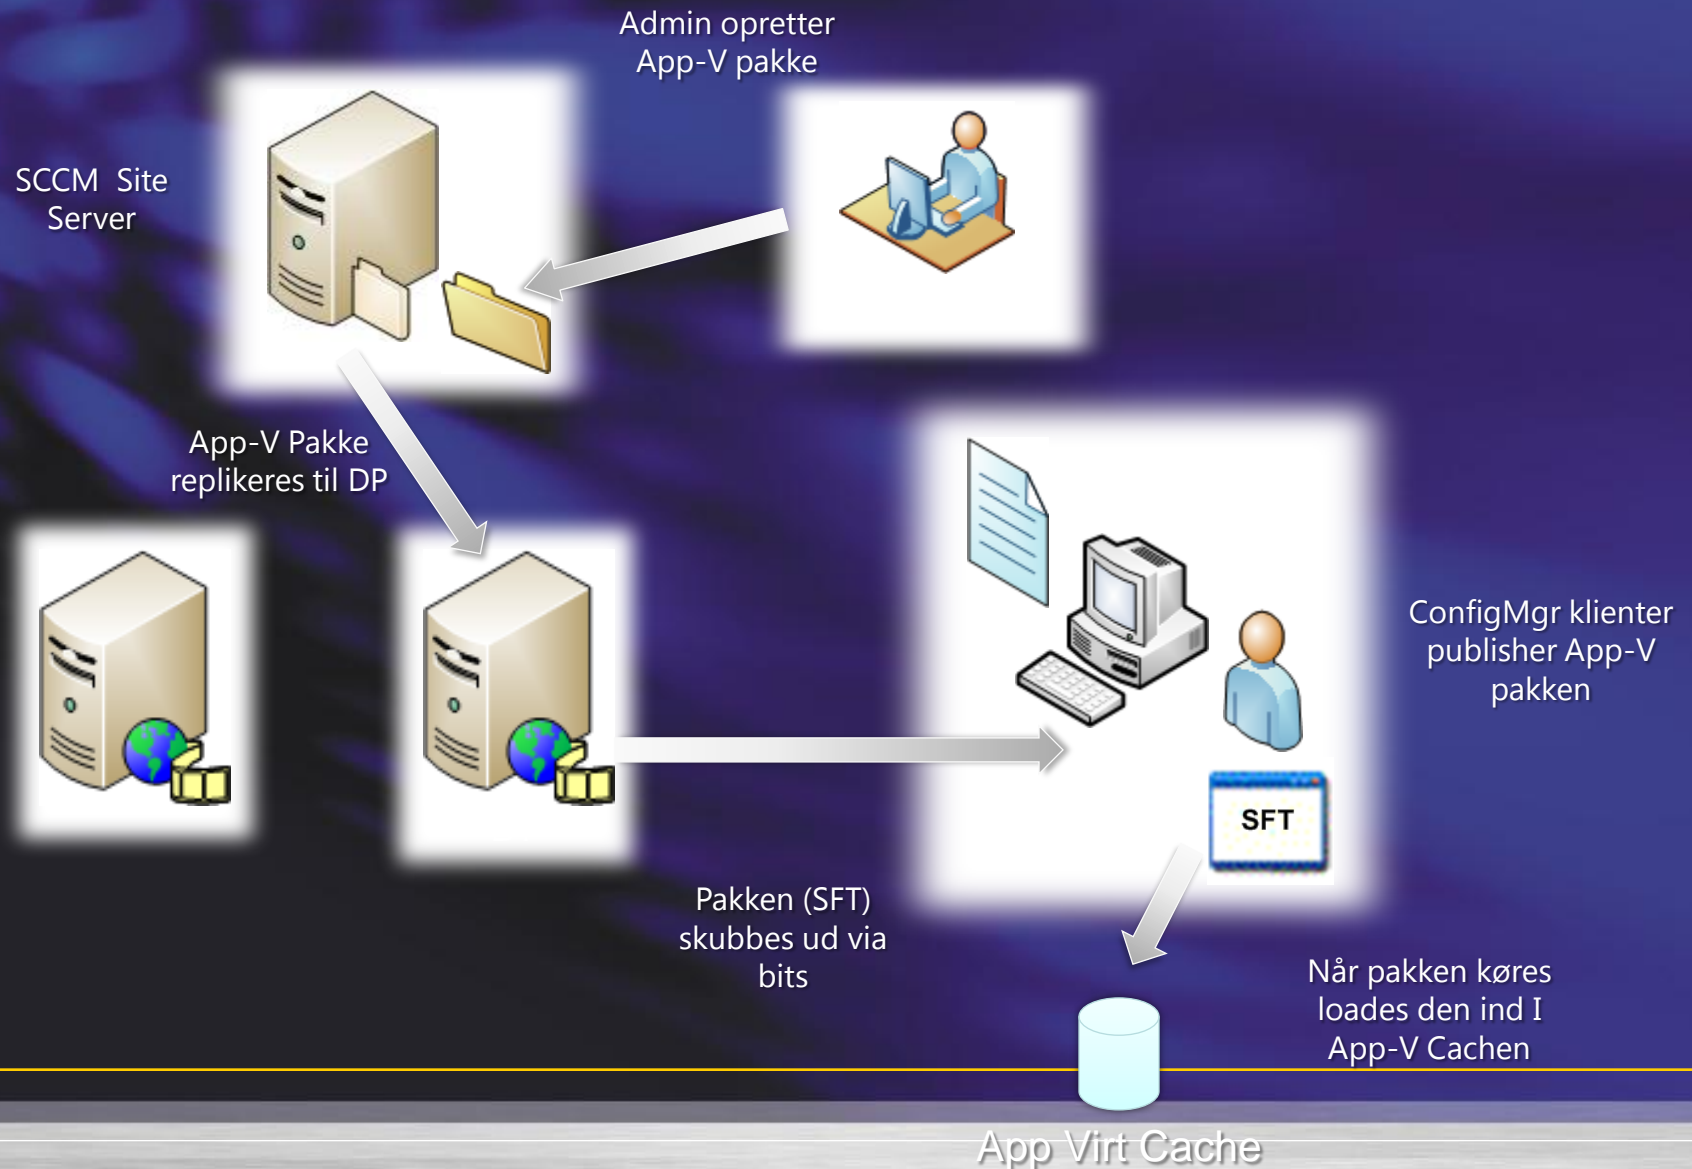 Admin opretter
App-V pakke
SCCM Site
Server
App-V Pakke
replikeres til DP
ConfigMgr klienter
publisher App-V
pakken
SFT
Pakken (SFT)
skubbes ud via
bits
Når pakken køres
loades den ind I
App-V Cachen
App Virt Cache